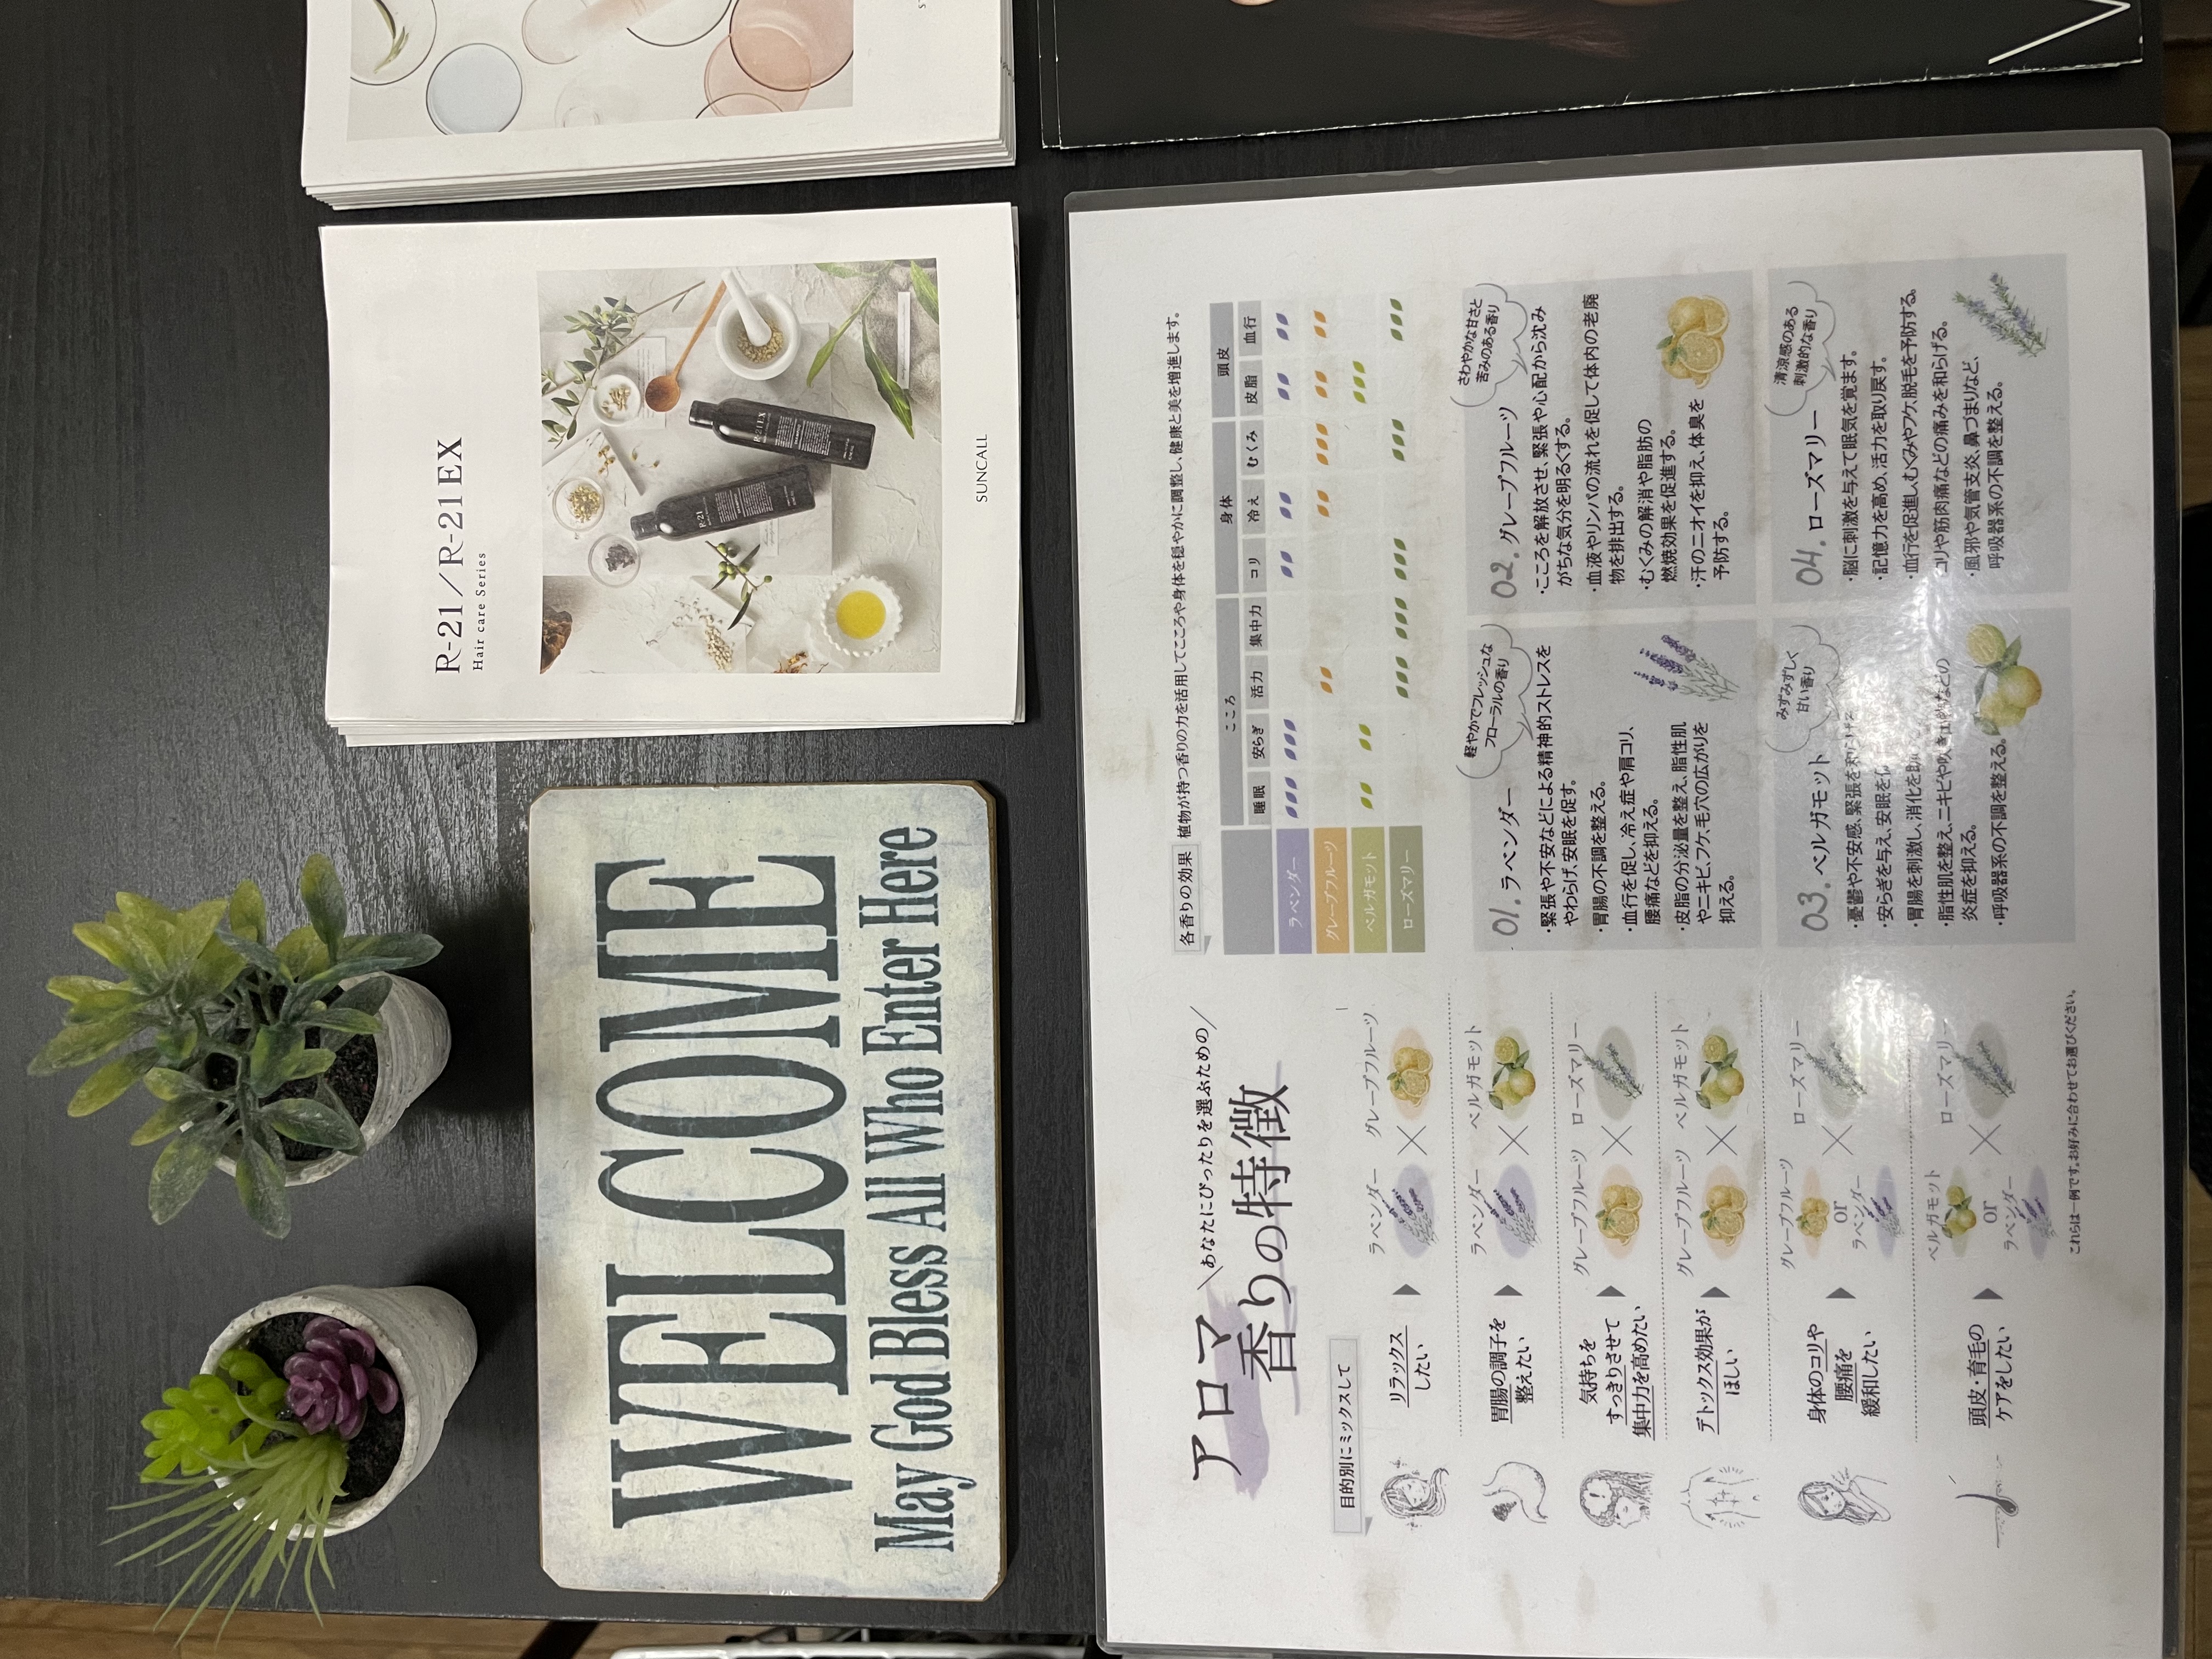 WELCOME
May God Bless All Who Enter Here
R-21／R-21 EX
Hair care Series
R-21
R-21 EX
SUNCALL
アロマ
＼あなたにぴったりを選ぶための／
香りの特徴
目的別にミックスして
リラックス
したい
ラベンダー
×
グレープフルーツ
胃腸の調子を
整えたい
ラベンダー
×
ベルガモット
気持ちを
すっきりさせて
集中力を高めたい
グレープフルーツ
×
ローズマリー
デトックス効果が
ほしい
グレープフルーツ
×
ベルガモット
身体のコリや
腰痛を
緩和したい
グレープフルーツ
or
ラベンダー
×
ローズマリー
頭皮・育毛の
ケアをしたい
ベルガモット
or
ラベンダー
×
ローズマリー
これらは一例です。お好みに合わせてお選びください。
各香りの効果 植物が持つ香りの力を活用してこころや身体を穏やかに調整し、健康と美を増進します。
こころ 身体 頭皮
睡眠 安らぎ 活力 集中力 コリ 冷え むくみ 皮脂 血行
ラベンダー
グレープフルーツ
ベルガモット
ローズマリー
01. ラベンダー
軽やかでフレッシュな
フローラルの香り
・緊張や不安などによる精神的ストレスを
やわらげ、安眠を促す。
・胃腸の不調を整える。
・血行を促し、冷え症や肩コリ、
腰痛などを抑える。
・皮脂の分泌量を整え、脂性肌
やニキビ、フケ、毛穴の広がりを
抑える。
02. グレープフルーツ
さわやかな甘さと
苦みのある香り
・こころを解放させ、緊張や心配から沈み
がちな気分を明るくする。
・血液やリンパの流れを促して体内の老廃
物を排出する。
・むくみの解消や脂肪の
燃焼効果を促進する。
・汗のニオイを抑え、体臭を
予防する。
03. ベルガモット
みずみずしく
甘い香り
・憂鬱や不安感、緊張を和らげる
・安らぎを与え、安眠を
・胃腸を刺激し、消化を助
・脂性肌を整え、ニキビや吹き出物などの
炎症を抑える。
・呼吸器系の不調を整える。
04. ローズマリー
清涼感のある
刺激的な香り
・脳に刺激を与えて眠気を覚ます。
・記憶力を高め、活力を取り戻す。
・血行を促進し、むくみやフケ、脱毛を予防する。
・コリや筋肉痛などの痛みを和らげる。
・風邪や気管支炎、鼻づまりなど、
呼吸器系の不調を整える。